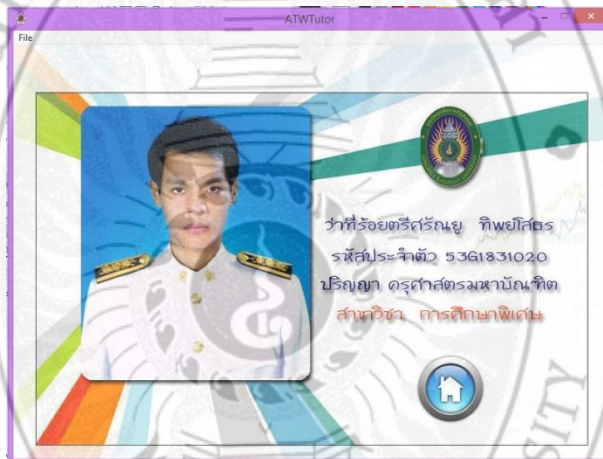 ATWTutor
File
ว่าที่ร้อยตรีศรัณยู ทิพย์โสธร
รหัสประจำตัว 53G1831020
ปริญญา ครุศาสตรมหาบัณฑิต
สาขาวิชา การศึกษาพิเศษ
SITY